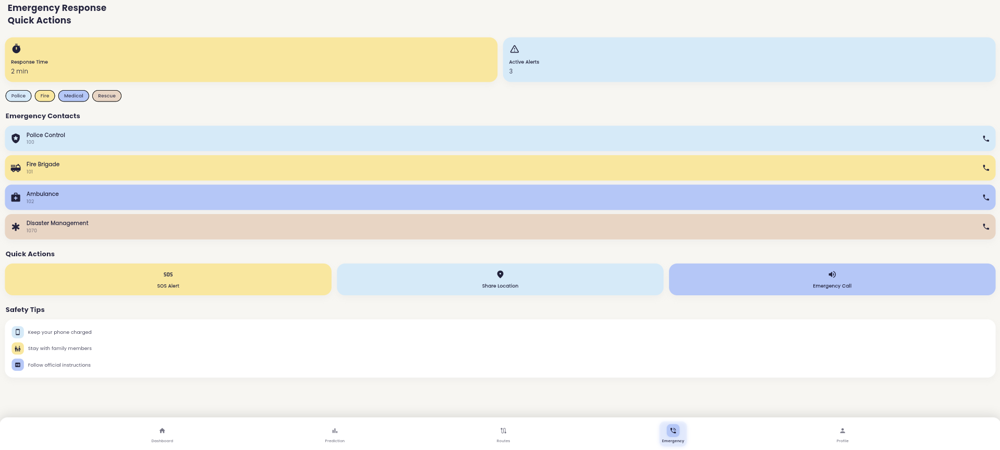 Emergency Response
Quick Actions
Response Time
2 min
Active Alerts
3
Police
Fire
Medical
Rescue
Emergency Contacts
Police Control
100
Fire Brigade
101
Ambulance
102
Disaster Management
1070
Quick Actions
SOS
SOS Alert
Share Location
Emergency Call
Safety Tips
Keep your phone charged
Stay with family members
HQ
Follow official instructions
Dashboard
Prediction
Routes
Emergency
Profile